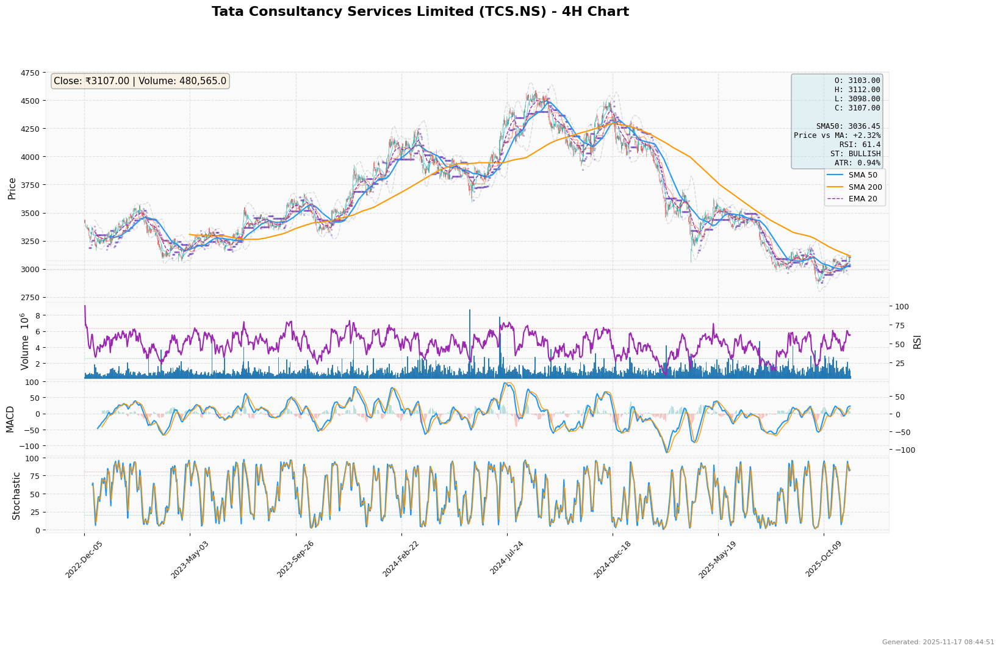 Tata Consultancy Services Limited (TCS.NS) - 4H Chart
Close: ₹3107.00 | Volume: 480,565.0
O: 3103.00
H: 3112.00
L: 3098.00
C: 3107.00
SMA50: 3036.45
Price vs MA: +2.32%
RSI: 61.4
ST: BULLISH
ATR: 0.94%
SMA 50
SMA 200
EMA 20
Price
4750
4500
4250
4000
3750
3500
3250
3000
2750
Volume 10^6
8
6
4
2
RSI
100
75
50
25
MACD
100
50
0
−50
−100
50
0
−50
−100
Stochastic
100
75
50
25
0
2022-Dec-05
2023-May-03
2023-Sep-26
2024-Feb-22
2024-Jul-24
2024-Dec-18
2025-May-19
2025-Oct-09
Generated: 2025-11-17 08:44:51